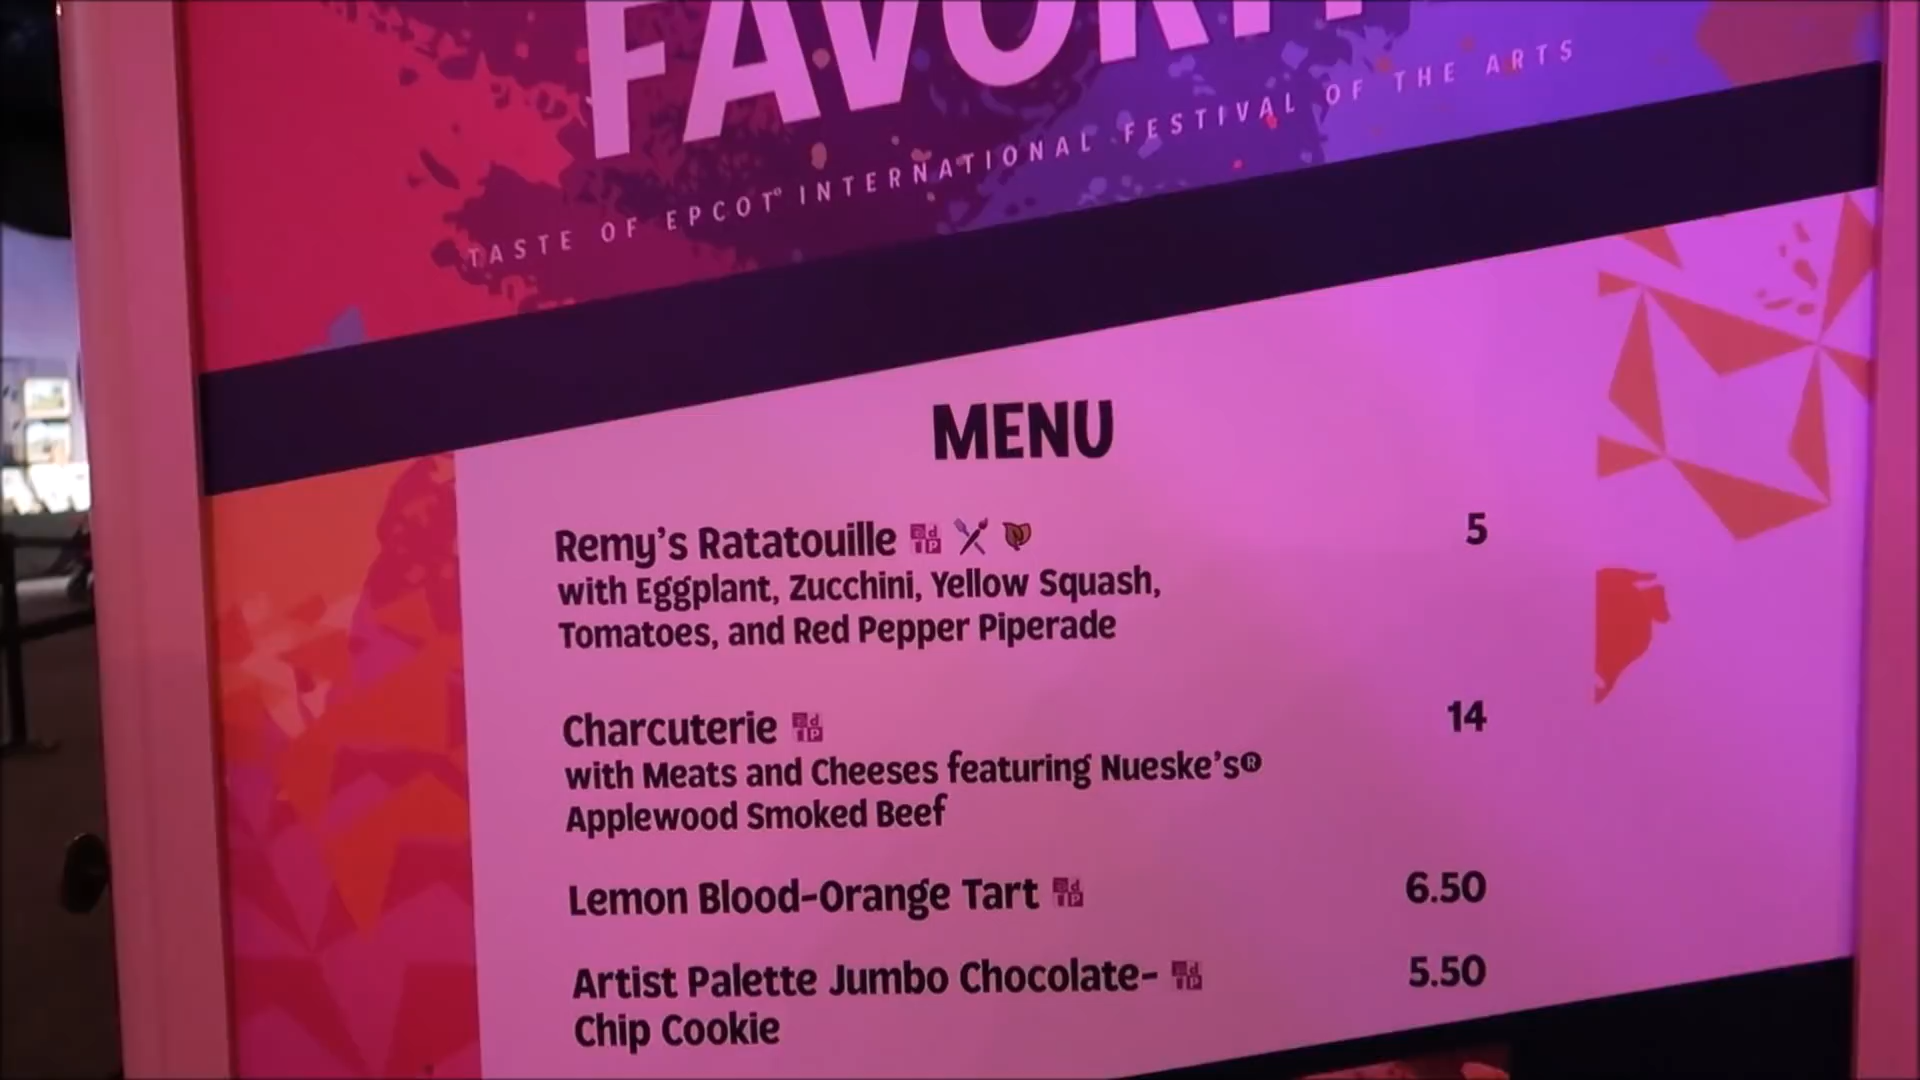 TASTE OF EPCOT® INTERNATIONAL FESTIVAL OF THE ARTS
MENU
Remy's Ratatouille 5
with Eggplant, Zucchini, Yellow Squash,
Tomatoes, and Red Pepper Piperade
Charcuterie 14
with Meats and Cheeses featuring Nueske's®
Applewood Smoked Beef
Lemon Blood-Orange Tart 6.50
Artist Palette Jumbo Chocolate- 5.50
Chip Cookie